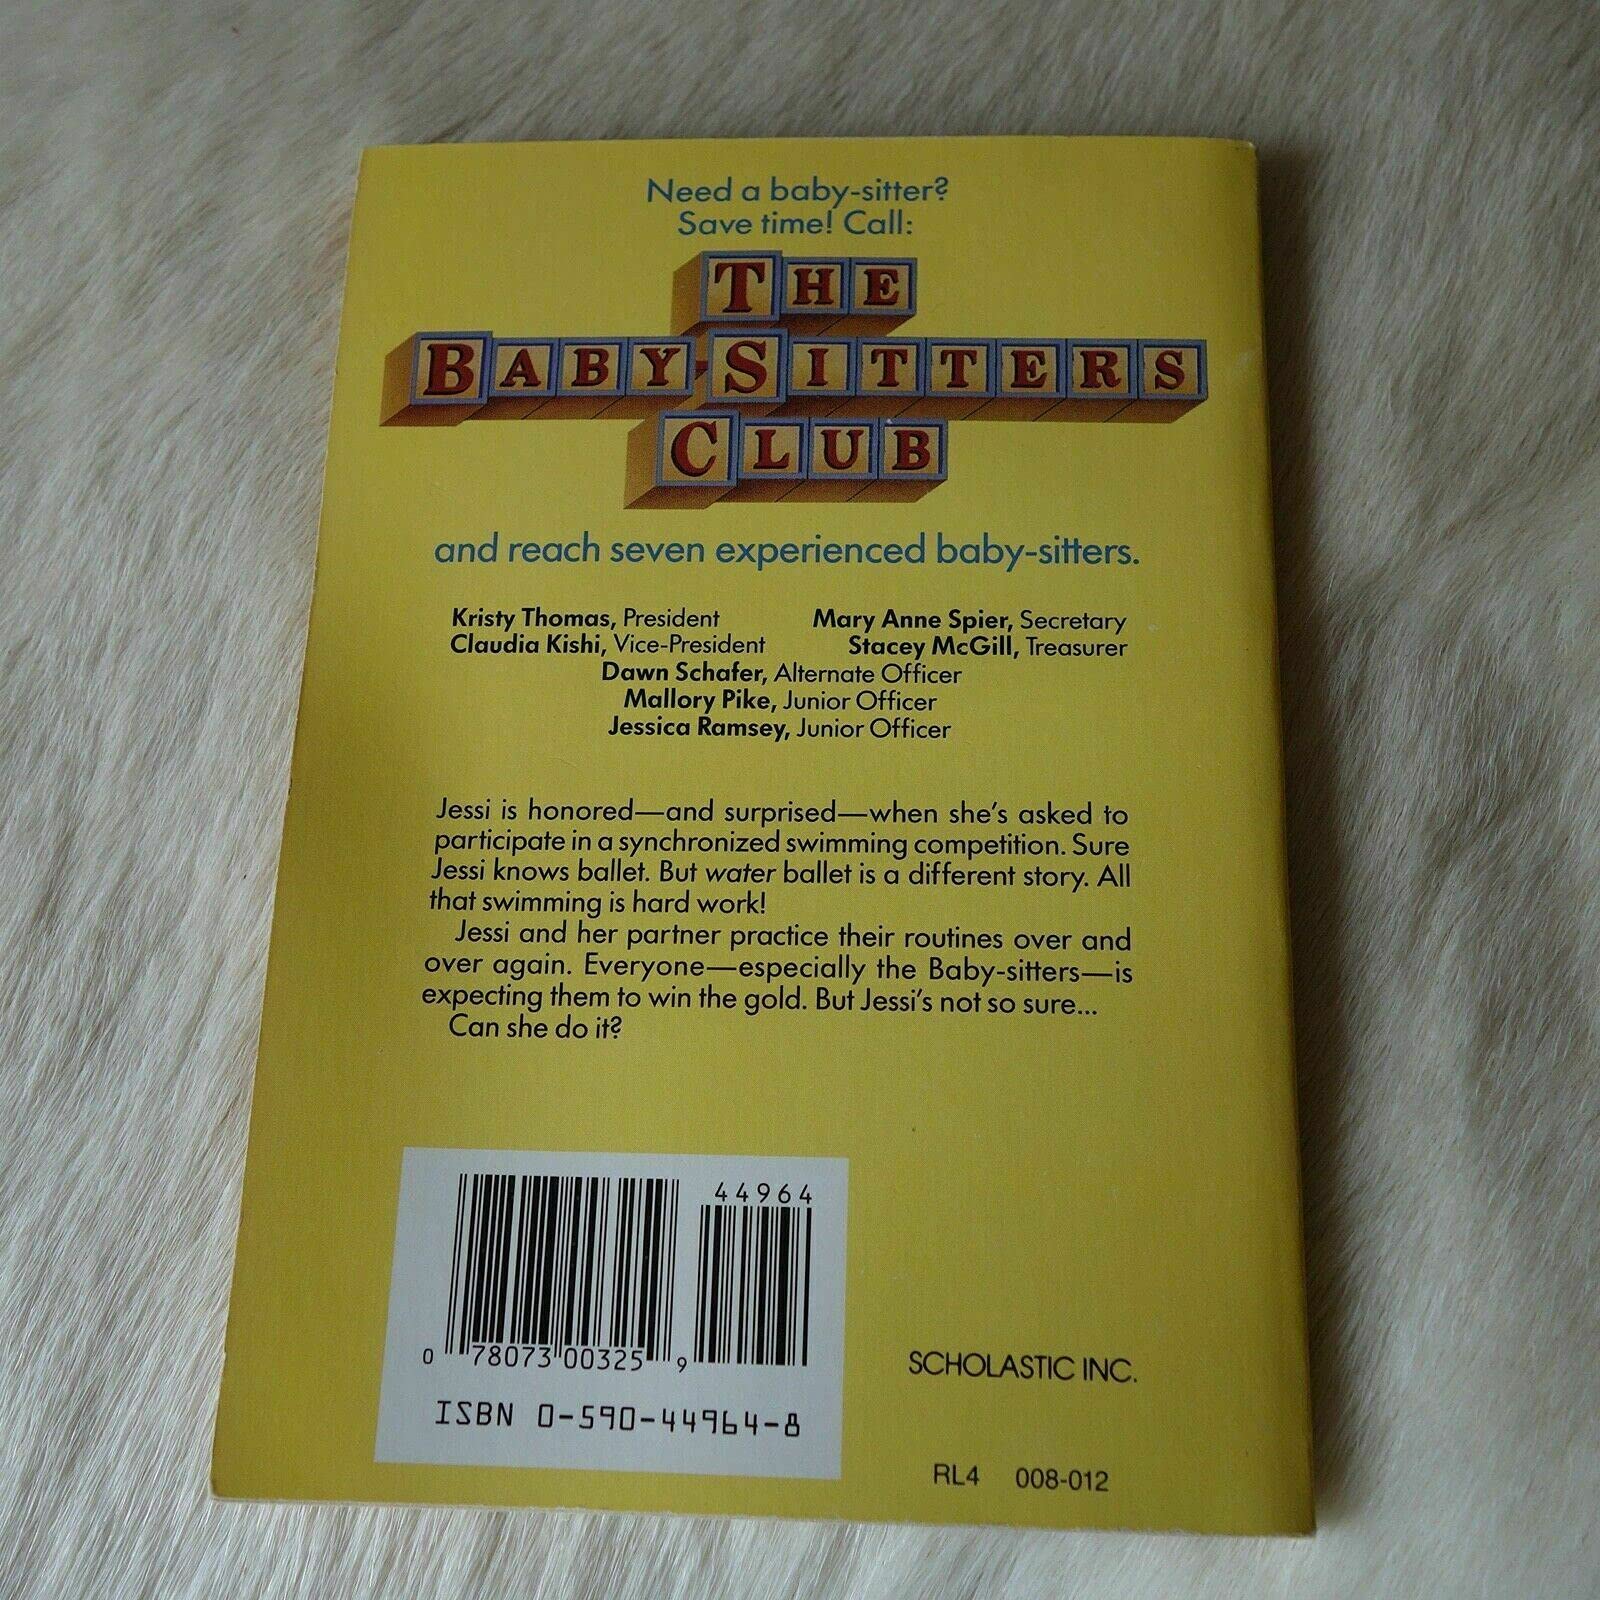 Need a baby-sitter?
Save time! Call:
THE
BABY-SITTERS
CLUB
and reach seven experienced baby-sitters.
Kristy Thomas, President Mary Anne Spier, Secretary
Claudia Kishi, Vice-President Stacey McGill, Treasurer
Dawn Schafer, Alternate Officer
Mallory Pike, Junior Officer
Jessica Ramsey, Junior Officer
Jessi is honored—and surprised—when she's asked to
participate in a synchronized swimming competition. Sure
Jessi knows ballet. But water ballet is a different story. All
that swimming is hard work!
Jessi and her partner practice their routines over and
over again. Everyone—especially the Baby-sitters—is
expecting them to win the gold. But Jessi's not so sure...
Can she do it?
44964
0 78073 00325 9
ISBN 0-590-44964-8
SCHOLASTIC INC.
RL4 008-012